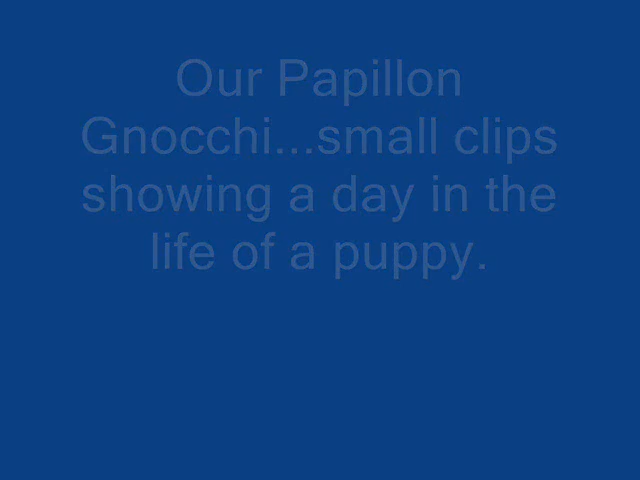 Our Papillon
Gnocchi...small clips
showing a day in the
life of a puppy.